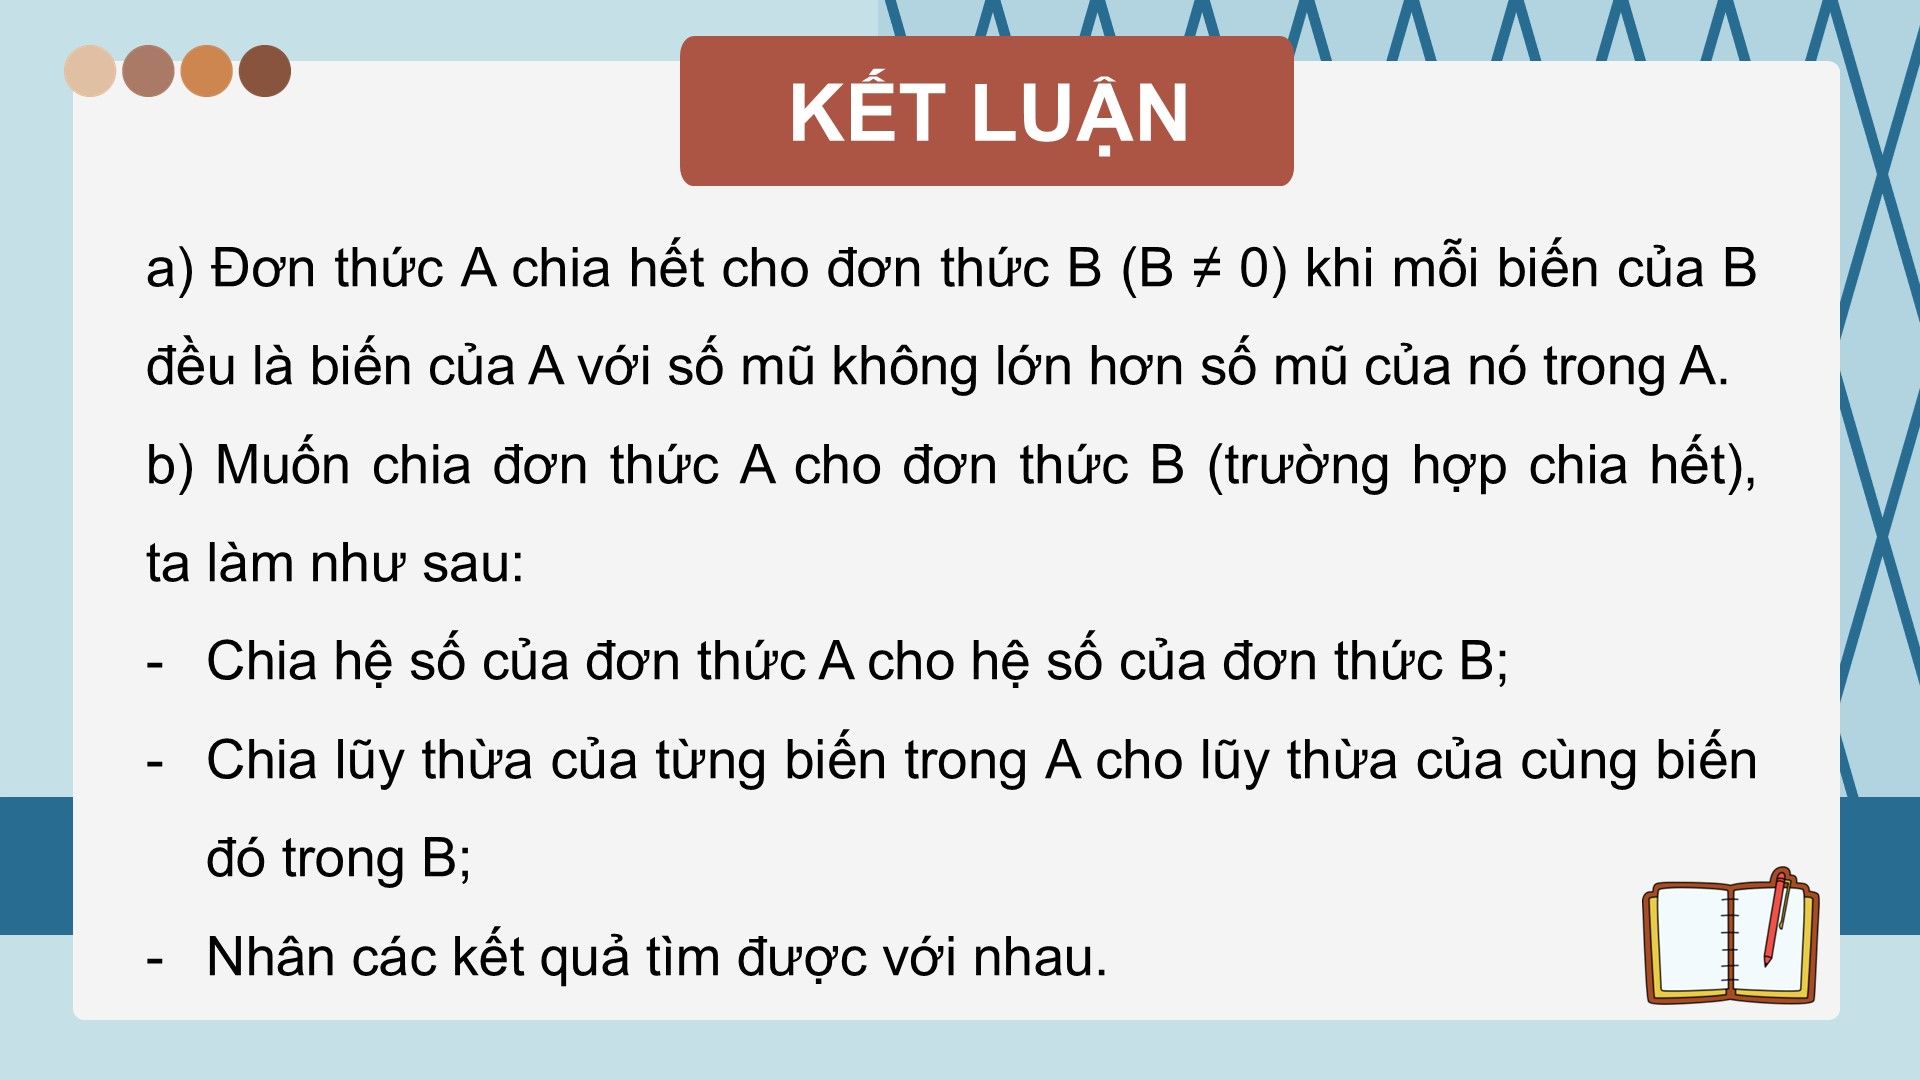 KẾT LUẬN
a) Đơn thức A chia hết cho đơn thức B (B ≠ 0) khi mỗi biến của B
đều là biến của A với số mũ không lớn hơn số mũ của nó trong A.
b) Muốn chia đơn thức A cho đơn thức B (trường hợp chia hết),
ta làm như sau:
- Chia hệ số của đơn thức A cho hệ số của đơn thức B;
- Chia lũy thừa của từng biến trong A cho lũy thừa của cùng biến
đó trong B;
- Nhân các kết quả tìm được với nhau.